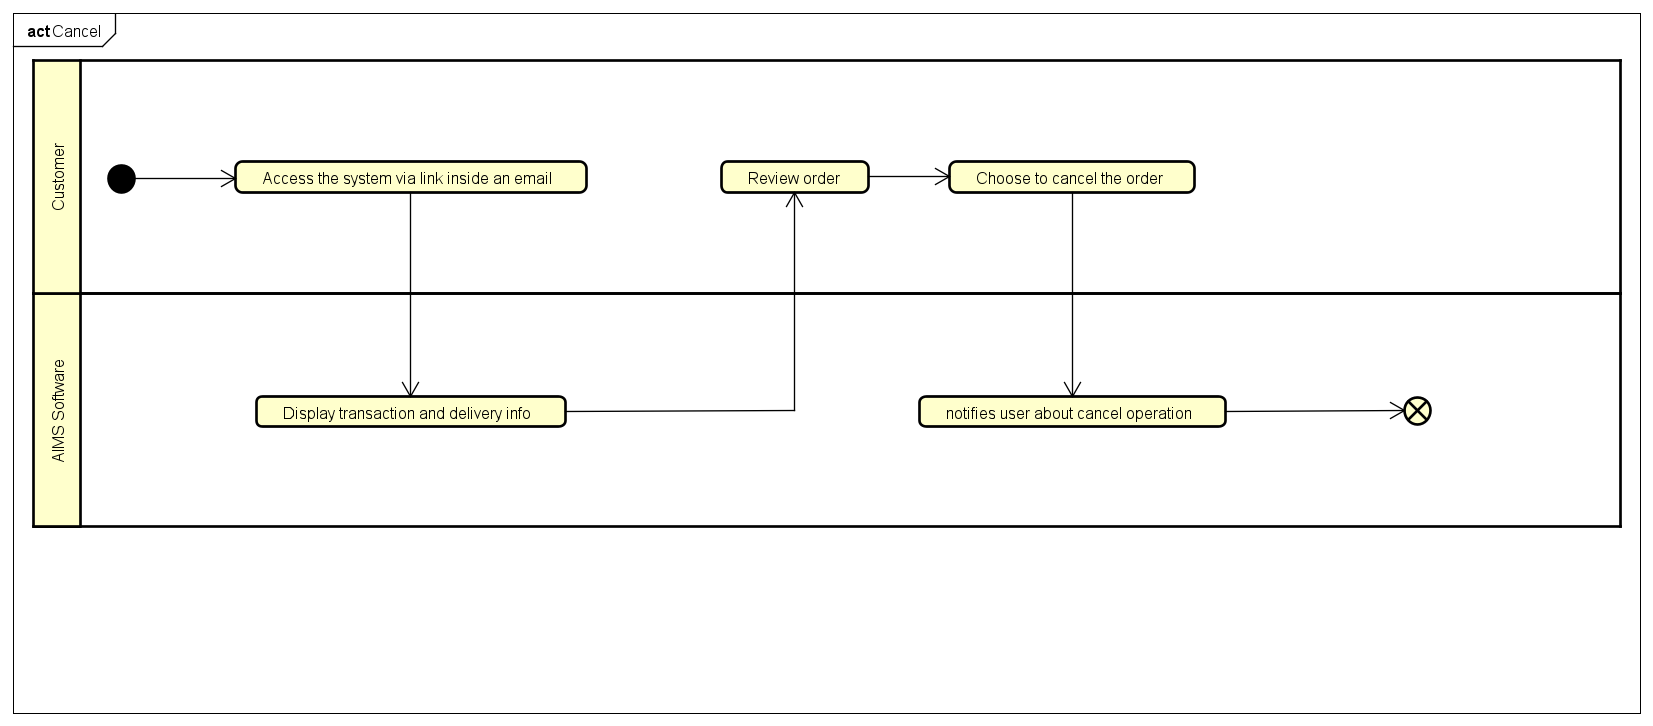 act Cancel
Customer
Access the system via link inside an email
Review order
Choose to cancel the order
AIMS Software
Display transaction and delivery info
notifies user about cancel operation